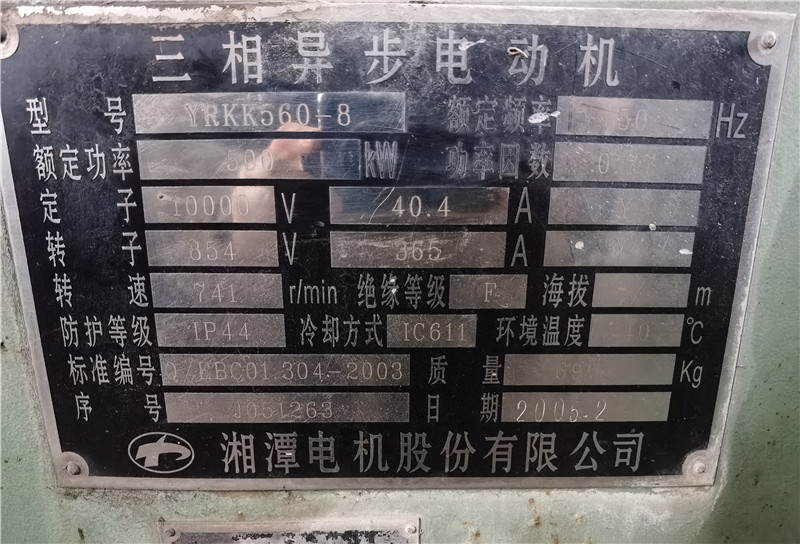 三相异步电动机
型号 YRKK560-8 额定频率 50 Hz
额定功率 500 kW 功率因数 0
定子 10000 V 40.4 A Y
转子 854 V 365 A Y
转速 741 r/min 绝缘等级 F 海拔 m
防护等级 IP44 冷却方式 IC611 环境温度 40 ℃
标准编号 Q/EBC01.304-2003 质量 Kg
序号 J051263 日期 2005.2
湘潭电机股份有限公司